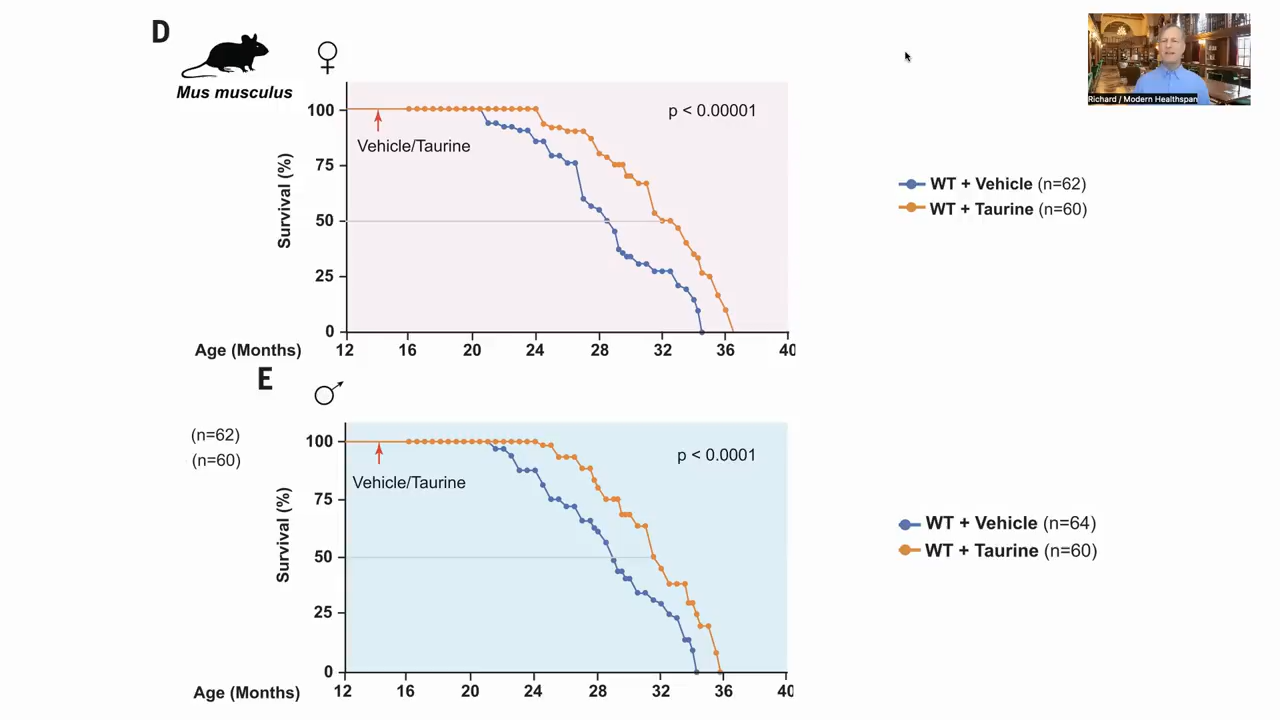 D
♀
Mus musculus
Richard / Modern Healthspan
100
p < 0.00001
Vehicle/Taurine
75
WT + Vehicle (n=62)
WT + Taurine (n=60)
50
Survival (%)
25
0
12 16 20 24 28 32 36 40
Age (Months)
E
♂
(n=62)
(n=60)
100
p < 0.0001
Vehicle/Taurine
75
WT + Vehicle (n=64)
WT + Taurine (n=60)
50
Survival (%)
25
0
12 16 20 24 28 32 36 40
Age (Months)